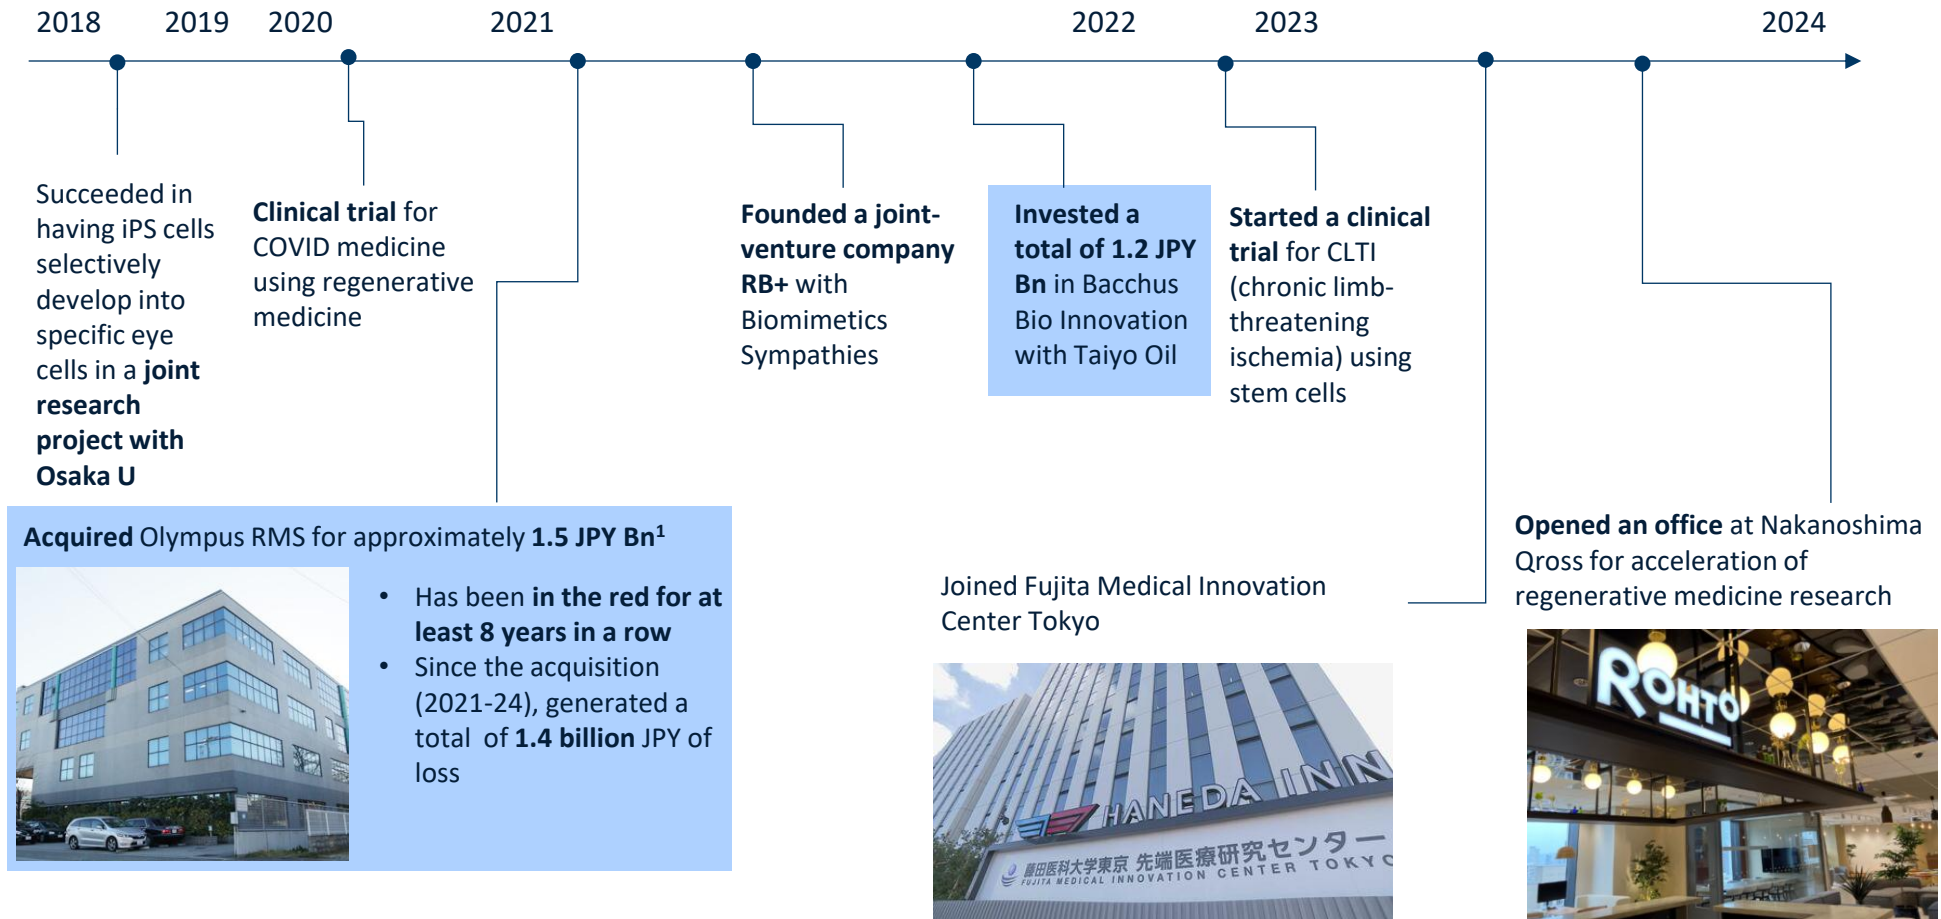 2018 2019 2020 2021 2022 2023 2024
Succeeded in
having iPS cells
selectively
develop into
specific eye
cells in a joint
research
project with
Osaka U
Clinical trial for
COVID medicine
using regenerative
medicine
Acquired Olympus RMS for approximately 1.5 JPY Bn¹
• Has been in the red for at
least 8 years in a row
• Since the acquisition
(2021-24), generated a
total of 1.4 billion JPY of
loss
Founded a joint-
venture company
RB+ with
Biomimetics
Sympathies
Invested a
total of 1.2 JPY
Bn in Bacchus
Bio Innovation
with Taiyo Oil
Started a clinical
trial for CLTI
(chronic limb-
threatening
ischemia) using
stem cells
Joined Fujita Medical Innovation
Center Tokyo
HANEDA INN
藤田医科大学東京 先端医療研究センター
FUJITA MEDICAL INNOVATION CENTER TOKYO
Opened an office at Nakanoshima
Qross for acceleration of
regenerative medicine research
ROHTO